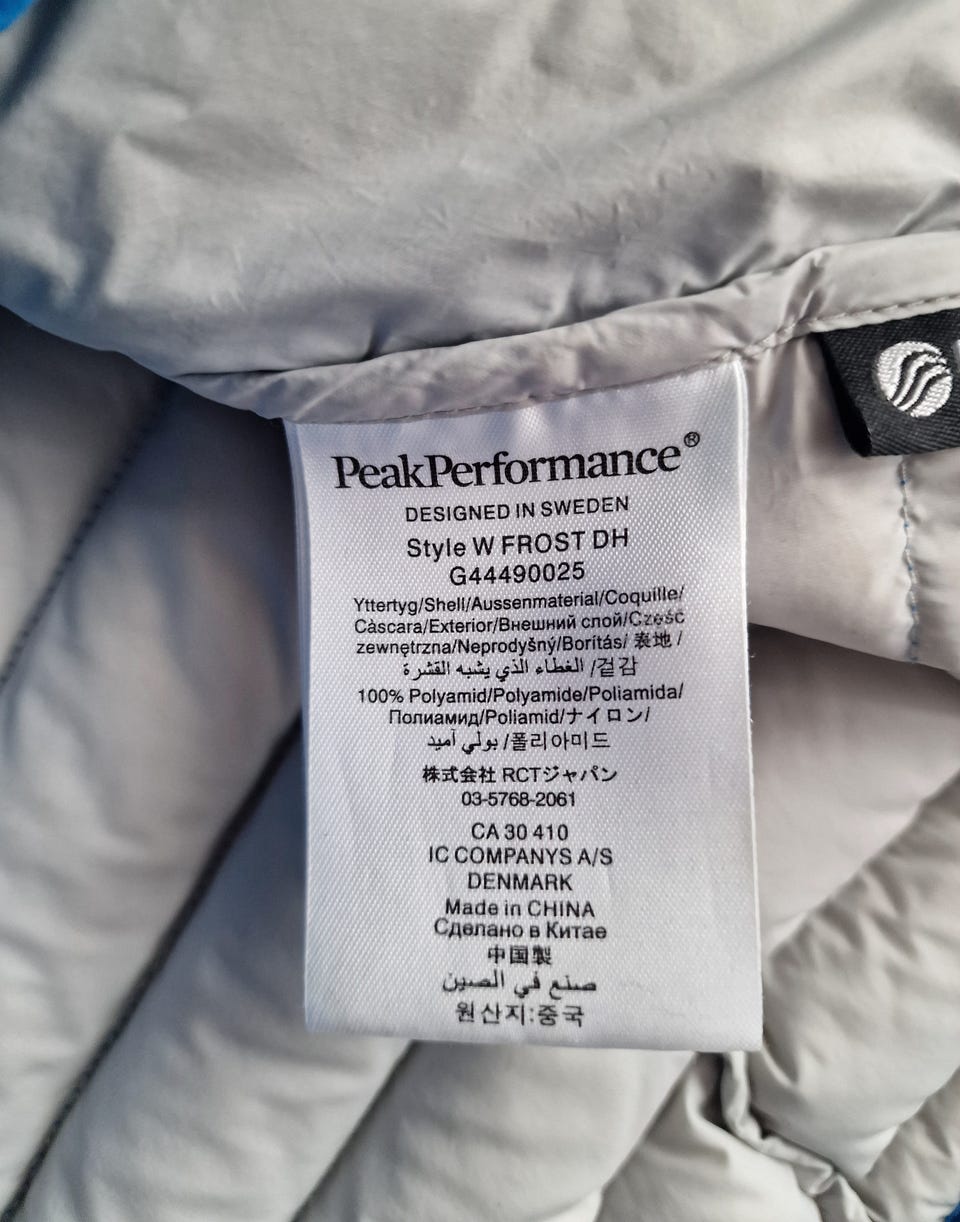 PeakPerformance®
DESIGNED IN SWEDEN
Style W FROST DH
G44490025
Yttertyg/Shell/Aussenmaterial/Coquille/
Càscara/Exterior/Внешний слой/Część
zewnętrzna/Neprodyšný/Borítás/ 表地 /
겉감/ الغطاء الذي يشبه القشرة
100% Polyamid/Polyamide/Poliamida/
Полиамид/Poliamid/ナイロン/
폴리아미드/ بولي آميد
株式会社 RCTジャパン
03-5768-2061
CA 30 410
IC COMPANYS A/S
DENMARK
Made in CHINA
Сделано в Китае
中国製
صنع في الصين
원산지:중국